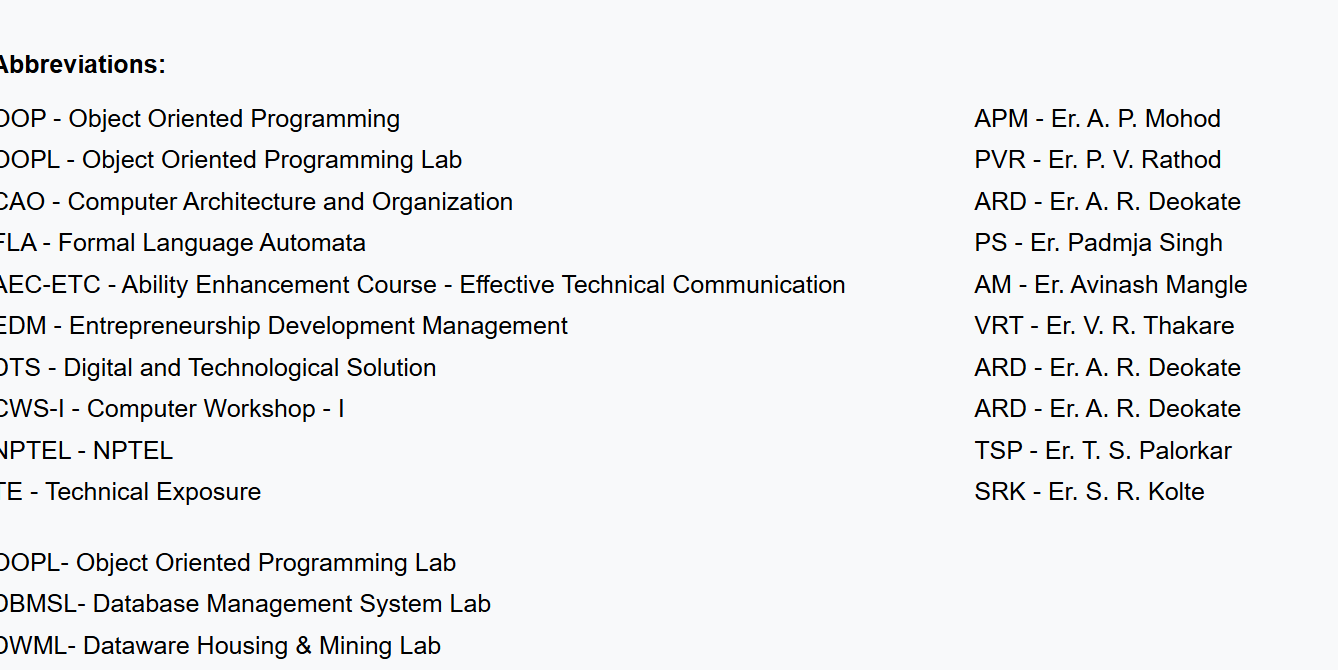 Abbreviations:
OOP - Object Oriented Programming
APM - Er. A. P. Mohod
OOPL - Object Oriented Programming Lab
PVR - Er. P. V. Rathod
CAO - Computer Architecture and Organization
ARD - Er. A. R. Deokate
FLA - Formal Language Automata
PS - Er. Padmja Singh
AEC-ETC - Ability Enhancement Course - Effective Technical Communication
AM - Er. Avinash Mangle
EDM - Entrepreneurship Development Management
VRT - Er. V. R. Thakare
DTS - Digital and Technological Solution
ARD - Er. A. R. Deokate
CWS-I - Computer Workshop - I
ARD - Er. A. R. Deokate
NPTEL - NPTEL
TSP - Er. T. S. Palorkar
TE - Technical Exposure
SRK - Er. S. R. Kolte
OOPL- Object Oriented Programming Lab
DBMSL- Database Management System Lab
DWML- Dataware Housing & Mining Lab